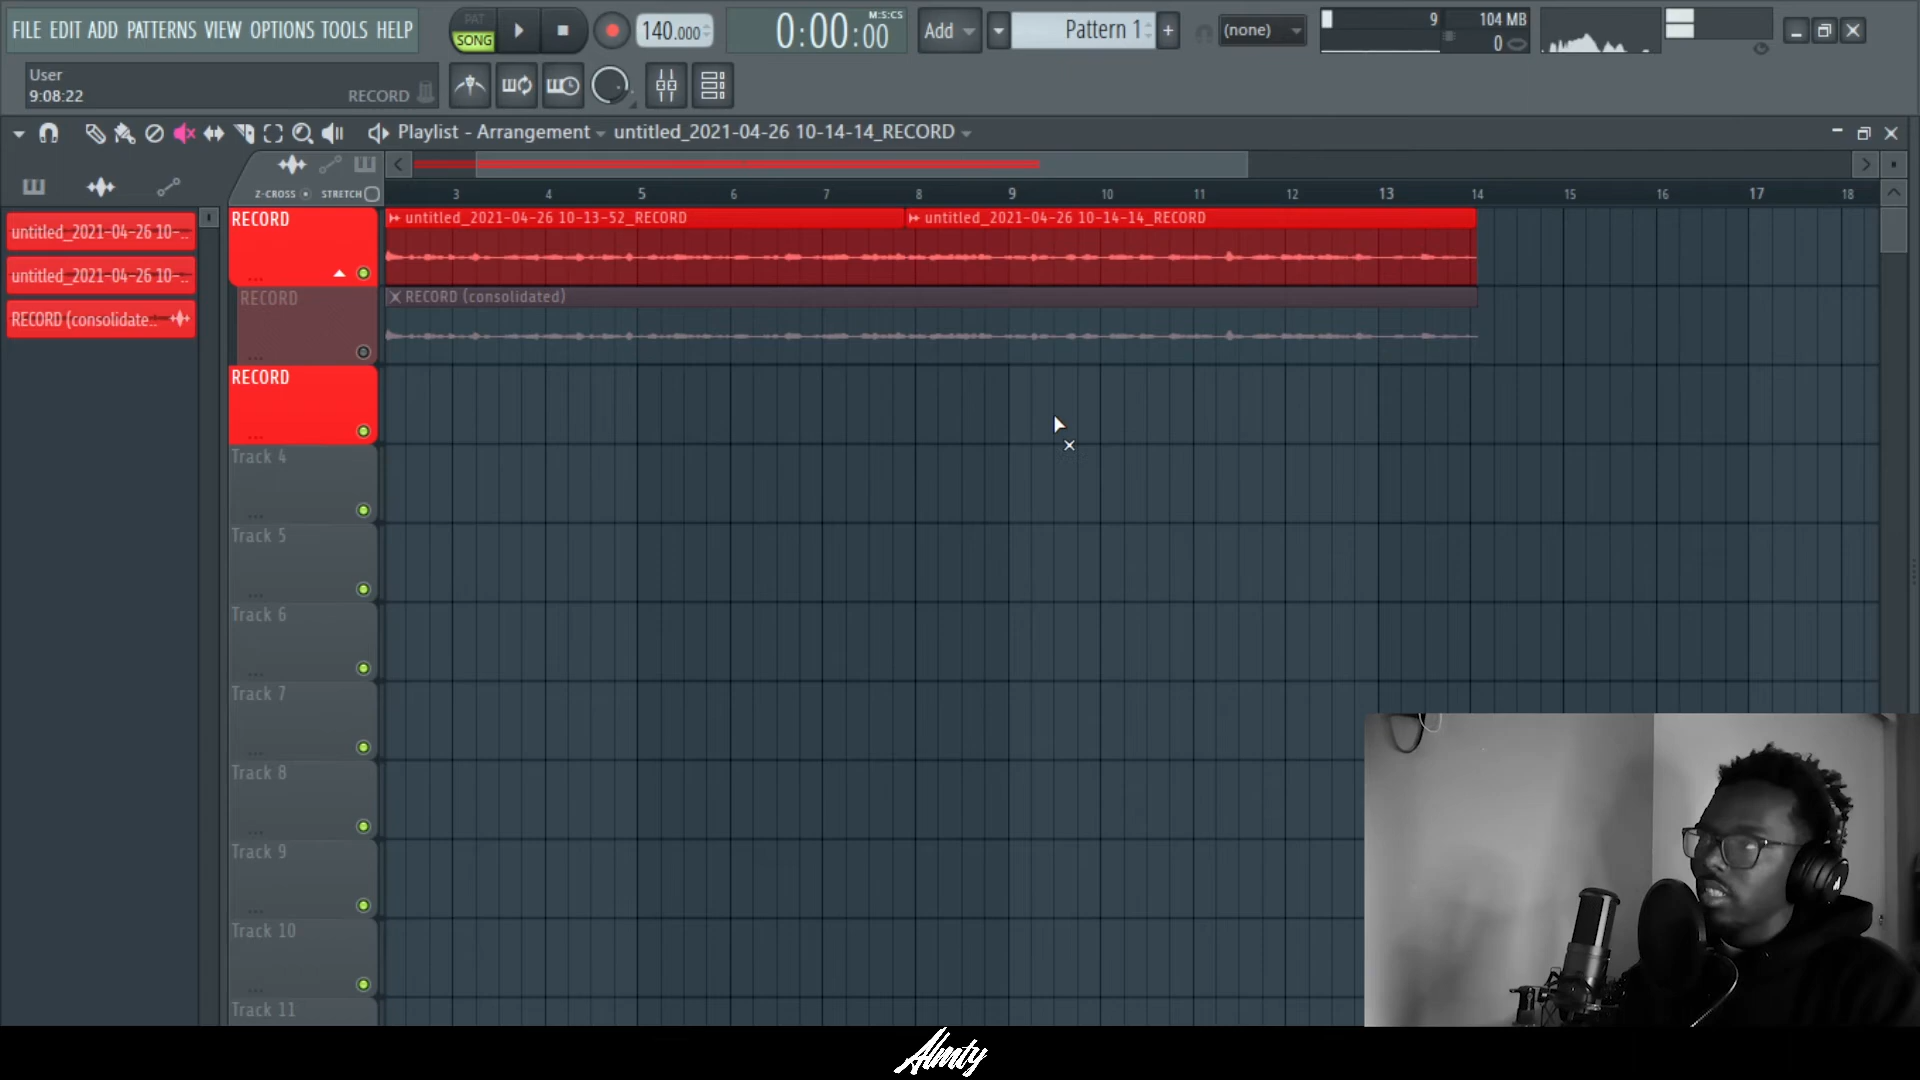 FILE EDIT ADD PATTERNS VIEW OPTIONS TOOLS HELP
PAT
SONG
140.000
M:S:CS
0:00:00
Add
Pattern 1
+
(none)
9
104 MB
0
User
9:08:22
RECORD
Playlist - Arrangement
untitled_2021-04-26 10-14-14_RECORD
Z-CROSS
STRETCH
3 4 5 6 7 8 9 10 11 12 13 14 15 16 17 18
untitled_2021-04-26 10-..
untitled_2021-04-26 10-..
RECORD (consolidate..
RECORD
untitled_2021-04-26 10-13-52_RECORD
untitled_2021-04-26 10-14-14_RECORD
RECORD
RECORD (consolidated)
RECORD
Track 4
Track 5
Track 6
Track 7
Track 8
Track 9
Track 10
Track 11
Almty